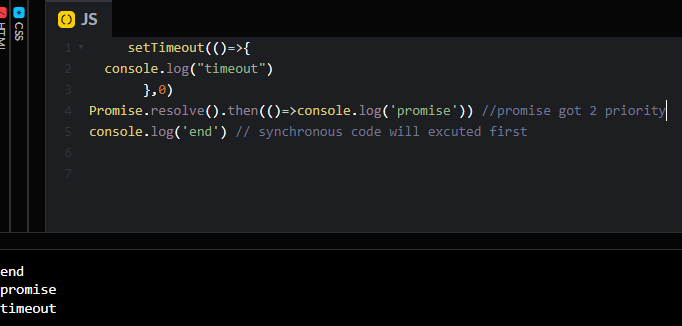 HTML
CSS
JS
1 setTimeout(()=>{
2 console.log("timeout")
3 },0)
4 Promise.resolve().then(()=>console.log('promise')) //promise got 2 priority
5 console.log('end') // synchronous code will excuted first
6
7
end
promise
timeout